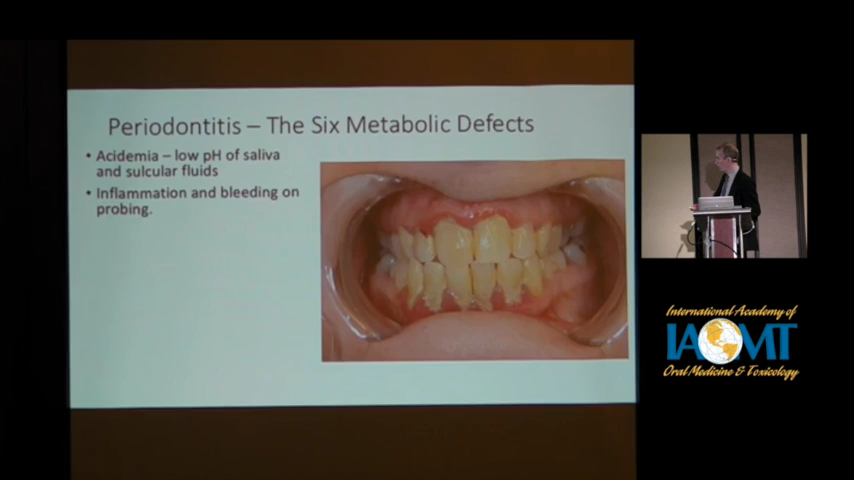 Periodontitis – The Six Metabolic Defects
• Acidemia – low pH of saliva
and sulcular fluids
• Inflammation and bleeding on
probing.
International Academy of
IAOMT
Oral Medicine & Toxicology